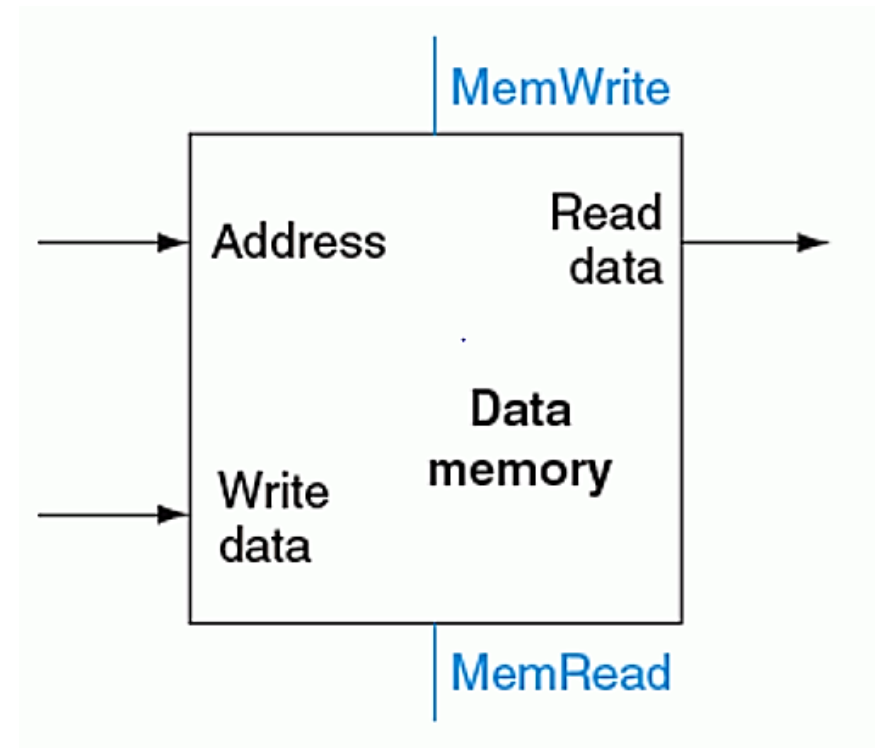 MemWrite
Address
Read
data
Data
memory
Write
data
MemRead